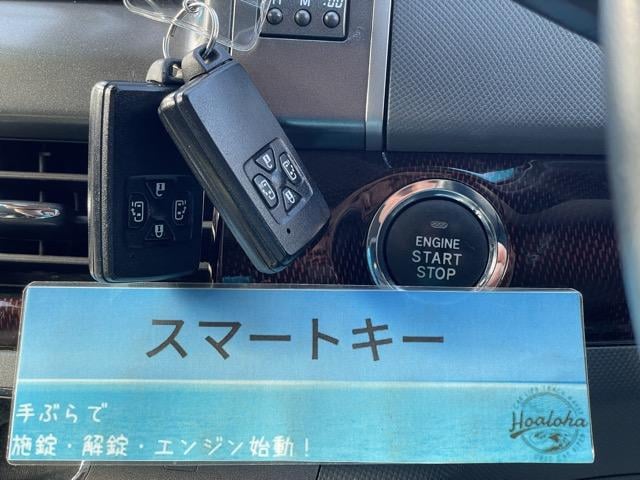 H M :00
ENGINE
START
STOP
スマートキー
手ぶらで
施錠・解錠・エンジン始動！
Hoaloha